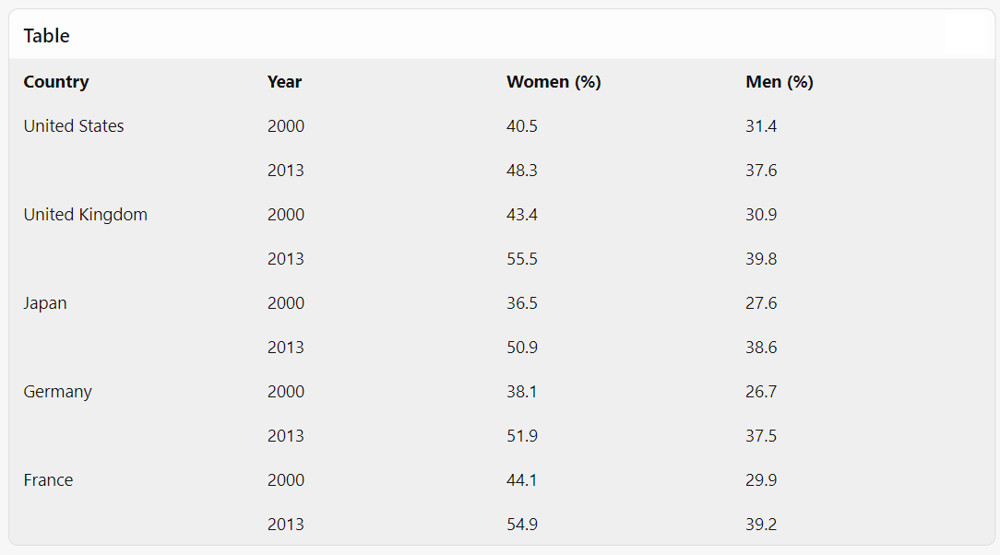 Table
Country Year Women (%) Men (%)
United States 2000 40.5 31.4
2013 48.3 37.6
United Kingdom 2000 43.4 30.9
2013 55.5 39.8
Japan 2000 36.5 27.6
2013 50.9 38.6
Germany 2000 38.1 26.7
2013 51.9 37.5
France 2000 44.1 29.9
2013 54.9 39.2